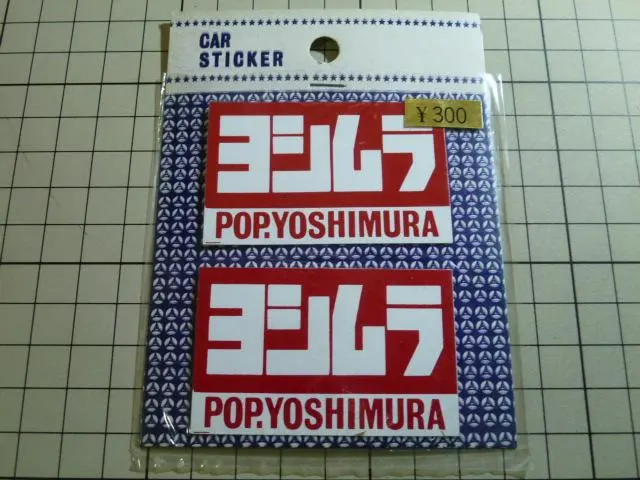 CAR
STICKER
¥300
ヨシムラ
POP.YOSHIMURA
ヨシムラ
POP.YOSHIMURA